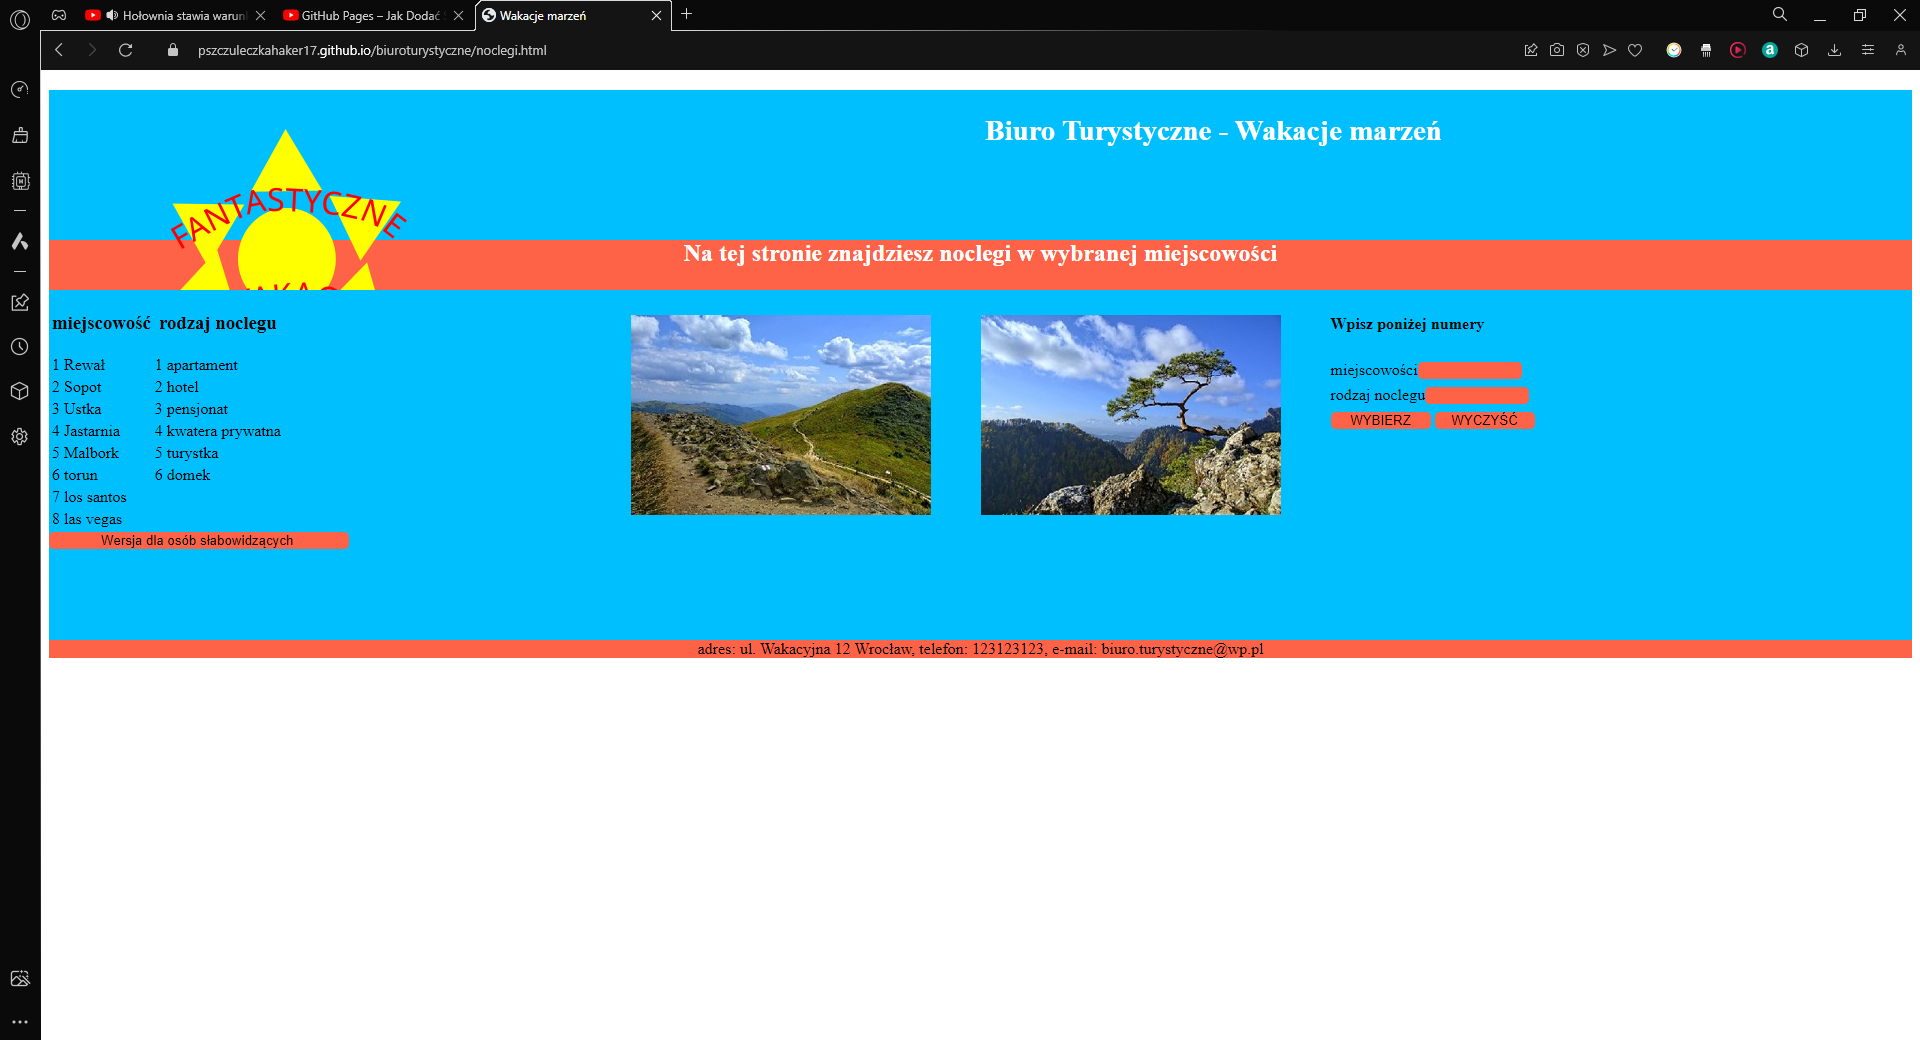 Hołownia stawia warun
GitHub Pages – Jak Dodać
Wakacje marzeń
pszczuleczkahaker17.github.io/biuroturystyczne/noclegi.html
Biuro Turystyczne - Wakacje marzeń
FANTASTYCZNE
Na tej stronie znajdziesz noclegi w wybranej miejscowości
miejscowość rodzaj noclegu
1 Rewał 1 apartament
2 Sopot 2 hotel
3 Ustka 3 pensjonat
4 Jastarnia 4 kwatera prywatna
5 Malbork 5 turystka
6 torun 6 domek
7 los santos
8 las vegas
Wersja dla osób słabowidzących
Wpisz poniżej numery
miejscowości
rodzaj noclegu
WYBIERZ WYCZYŚĆ
adres: ul. Wakacyjna 12 Wrocław, telefon: 123123123, e-mail: biuro.turystyczne@wp.pl